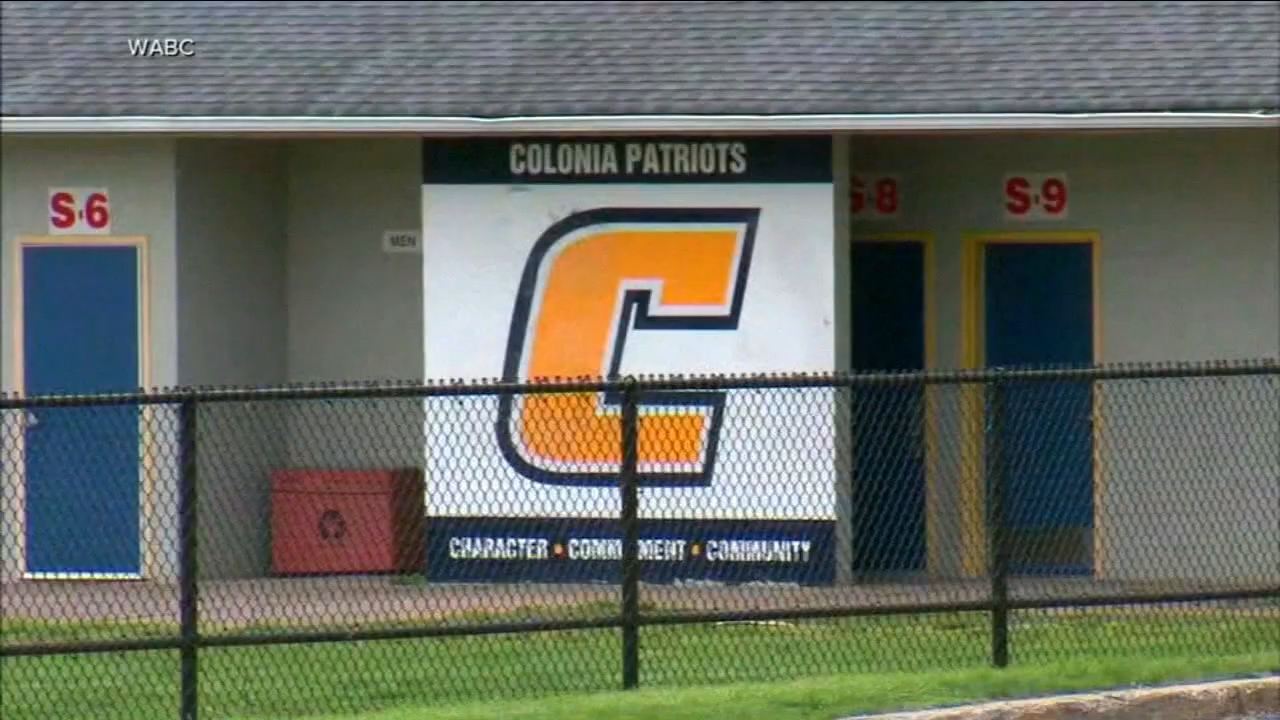 WABC
COLONIA PATRIOTS
S-6
S-8
S-9
MEN
C
CHARACTER • COMMITMENT • COMMUNITY